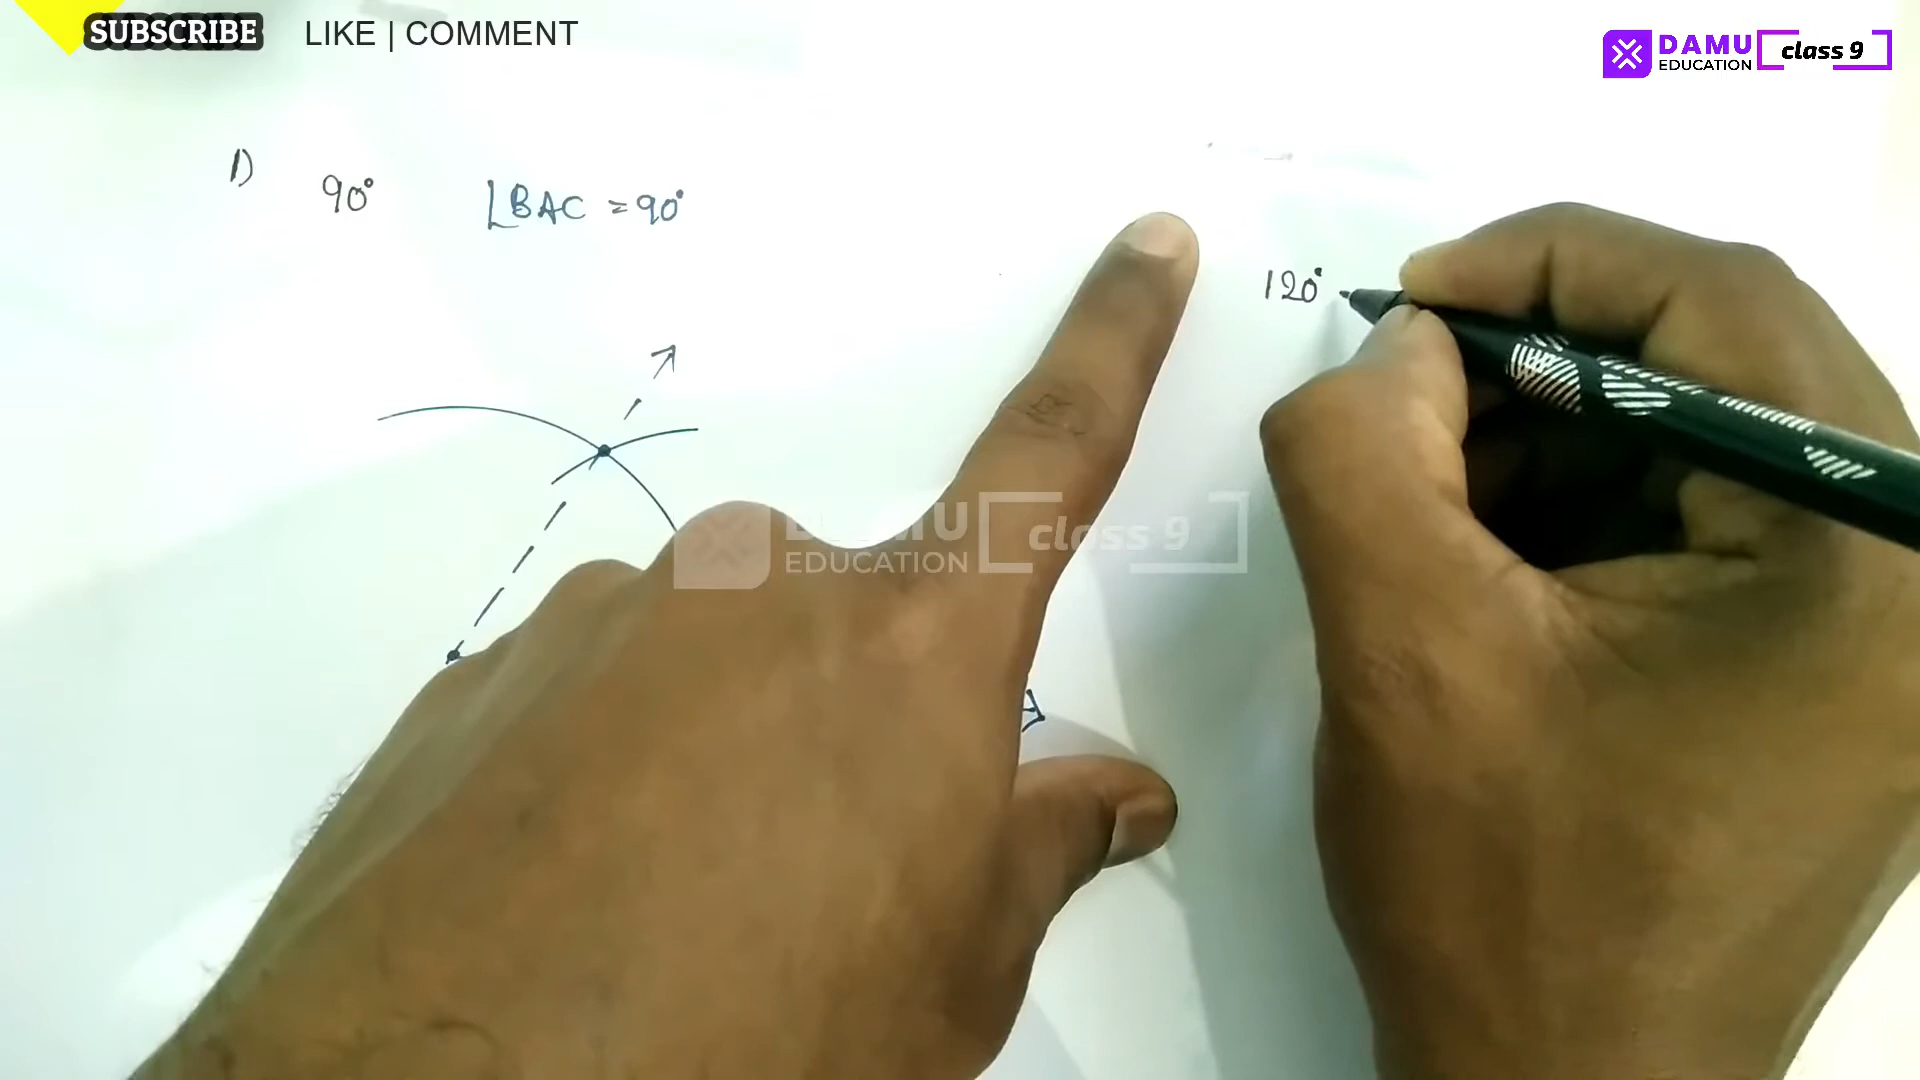 SUBSCRIBE LIKE | COMMENT
DAMU
EDUCATION
class 9
1)
90° ∠BAC = 90°
120°
DAMU
EDUCATION
class 9